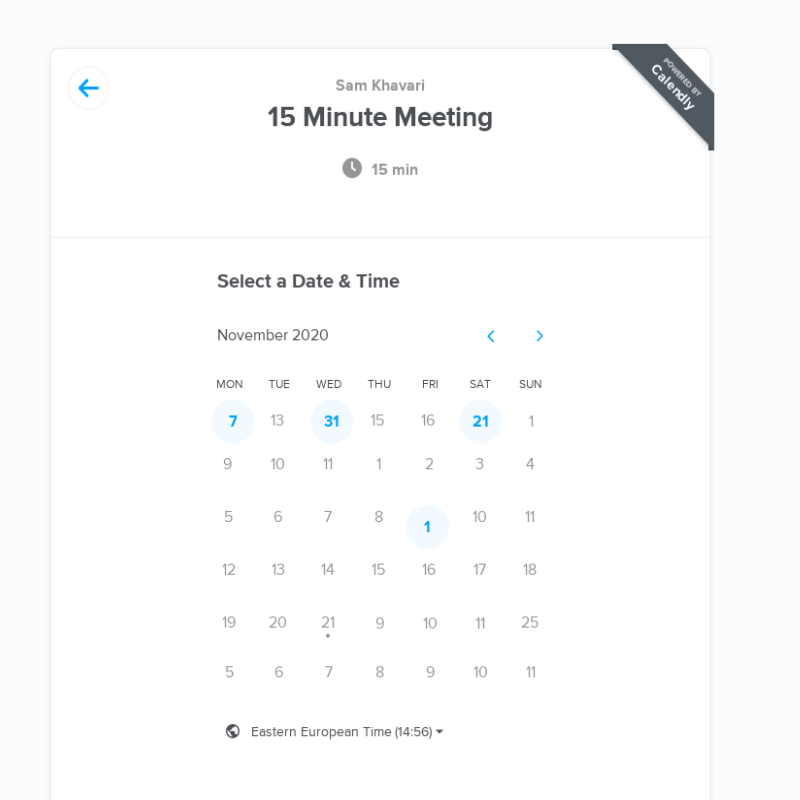 Sam Khavari
POWERED BY
Calendly
15 Minute Meeting
15 min
Select a Date & Time
November 2020
MON TUE WED THU FRI SAT SUN
7 13 31 15 16 21 1
9 10 11 1 2 3 4
5 6 7 8 1 10 11
12 13 14 15 16 17 18
19 20 21 9 10 11 25
5 6 7 8 9 10 11
Eastern European Time (14:56)